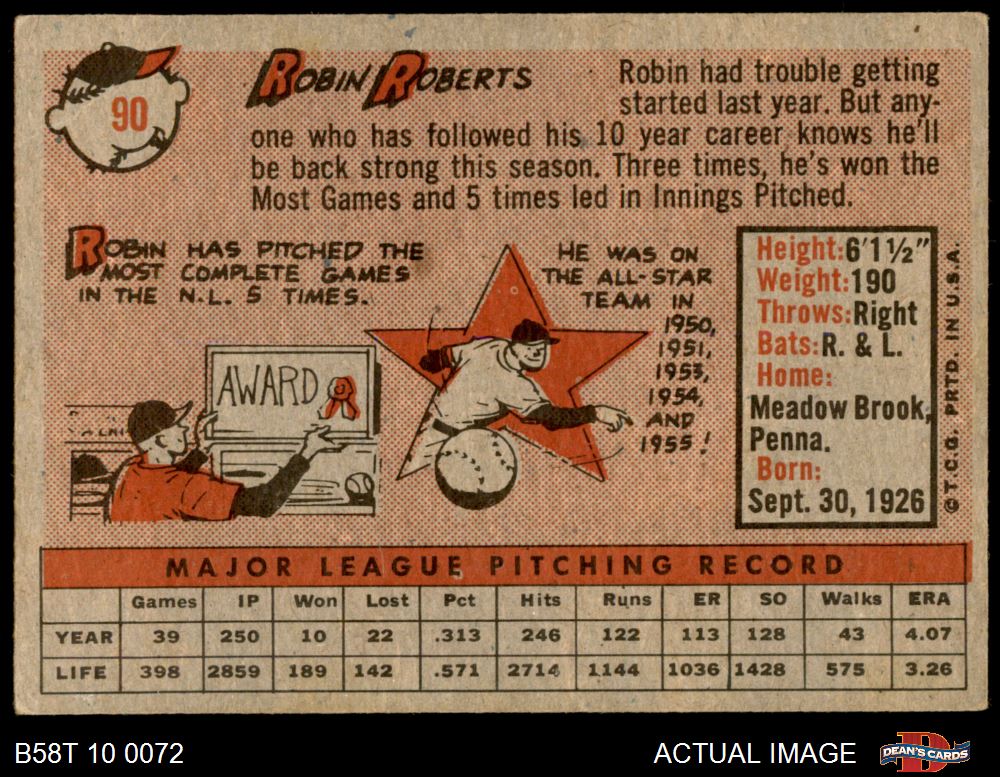 90
ROBIN ROBERTS
Robin had trouble getting
started last year. But any-
one who has followed his 10 year career knows he'll
be back strong this season. Three times, he's won the
Most Games and 5 times led in Innings Pitched.
ROBIN HAS PITCHED THE
MOST COMPLETE GAMES
IN THE N.L. 5 TIMES.
AWARD
HE WAS ON
THE ALL-STAR
TEAM IN
1950,
1951,
1953,
1954,
AND
1955!
Height: 6'1½"
Weight: 190
Throws: Right
Bats: R. & L.
Home:
Meadow Brook,
Penna.
Born:
Sept. 30, 1926
© T.C.G. PRTD. IN U.S.A.
MAJOR LEAGUE PITCHING RECORD
Games IP Won Lost Pct Hits Runs ER SO Walks ERA
YEAR 39 250 10 22 .313 246 122 113 128 43 4.07
LIFE 398 2859 189 142 .571 2714 1144 1036 1428 575 3.26
B58T 10 0072
ACTUAL IMAGE
DEAN'S CARDS